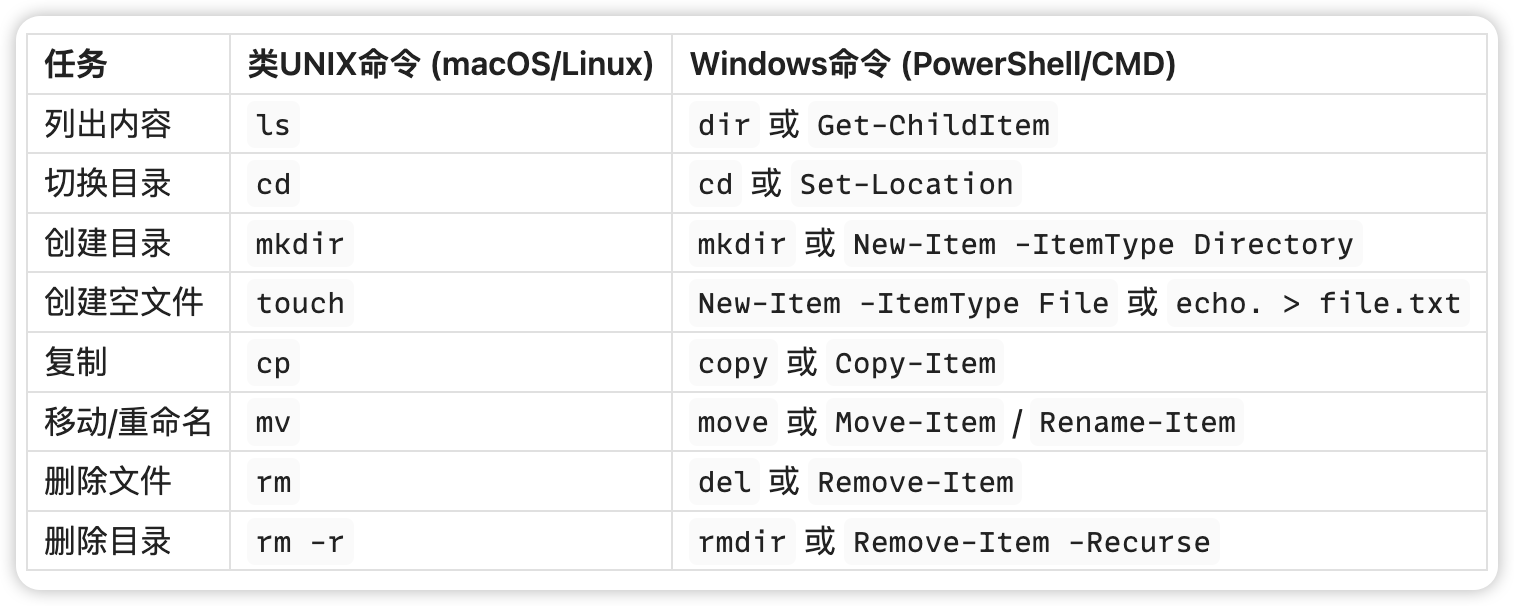 任务 类UNIX命令 (macOS/Linux) Windows命令 (PowerShell/CMD)
列出内容 ls dir 或 Get-ChildItem
切换目录 cd cd 或 Set-Location
创建目录 mkdir mkdir 或 New-Item -ItemType Directory
创建空文件 touch New-Item -ItemType File 或 echo. > file.txt
复制 cp copy 或 Copy-Item
移动/重命名 mv move 或 Move-Item / Rename-Item
删除文件 rm del 或 Remove-Item
删除目录 rm -r rmdir 或 Remove-Item -Recurse